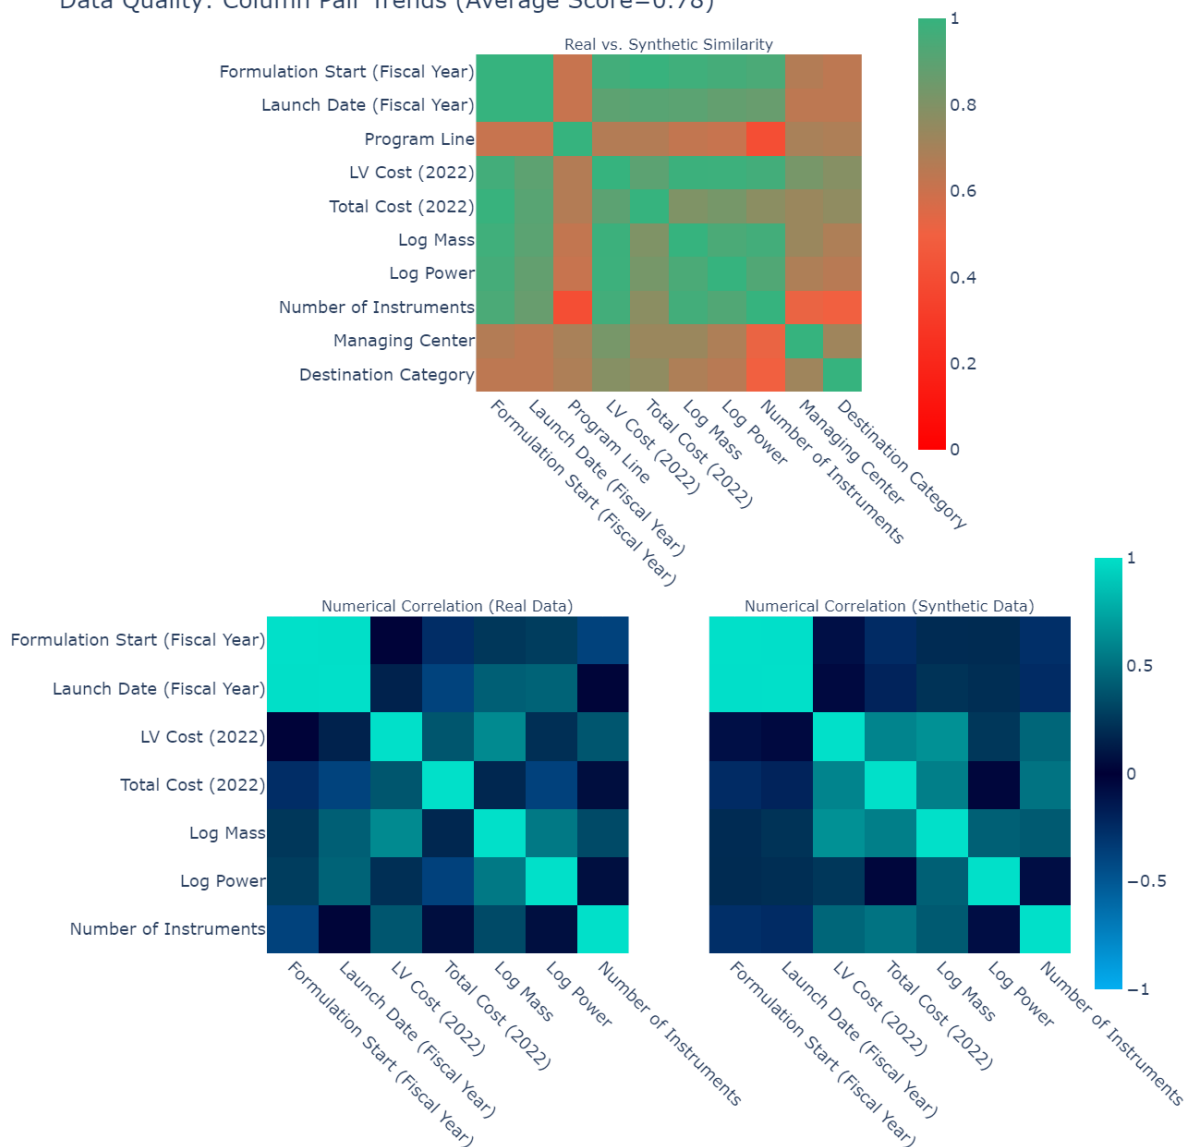 Data Quality: Column Pair Trends (Average Score=0.78)
Real vs. Synthetic Similarity
Formulation Start (Fiscal Year)
Launch Date (Fiscal Year)
Program Line
LV Cost (2022)
Total Cost (2022)
Log Mass
Log Power
Number of Instruments
Managing Center
Destination Category
Formulation Start (Fiscal Year)
Launch Date (Fiscal Year)
Program Line
LV Cost (2022)
Total Cost (2022)
Log Mass
Log Power
Number of Instruments
Managing Center
Destination Category
1
0.8
0.6
0.4
0.2
0
Numerical Correlation (Real Data)
Formulation Start (Fiscal Year)
Launch Date (Fiscal Year)
LV Cost (2022)
Total Cost (2022)
Log Mass
Log Power
Number of Instruments
Formulation Start (Fiscal Year)
Launch Date (Fiscal Year)
LV Cost (2022)
Total Cost (2022)
Log Mass
Log Power
Number of Instruments
Numerical Correlation (Synthetic Data)
Formulation Start (Fiscal Year)
Launch Date (Fiscal Year)
LV Cost (2022)
Total Cost (2022)
Log Mass
Log Power
Number of Instruments
1
0.5
0
−0.5
−1